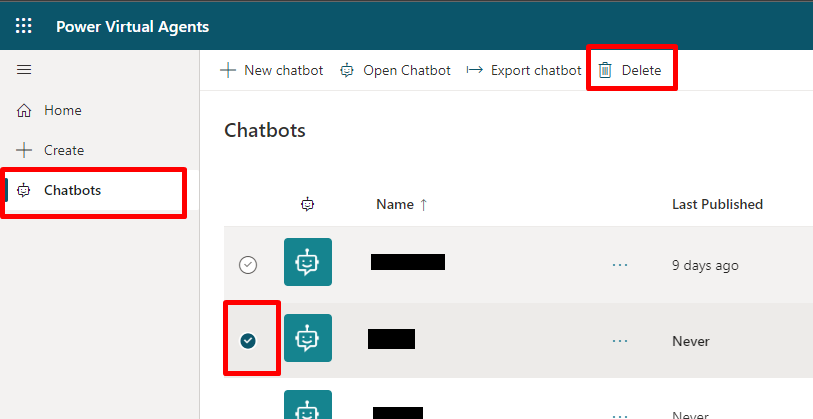 Power Virtual Agents
New chatbot Open Chatbot Export chatbot Delete
Home
Create
Chatbots
Chatbots
Name ↑ Last Published
... 9 days ago
... Never
... Never